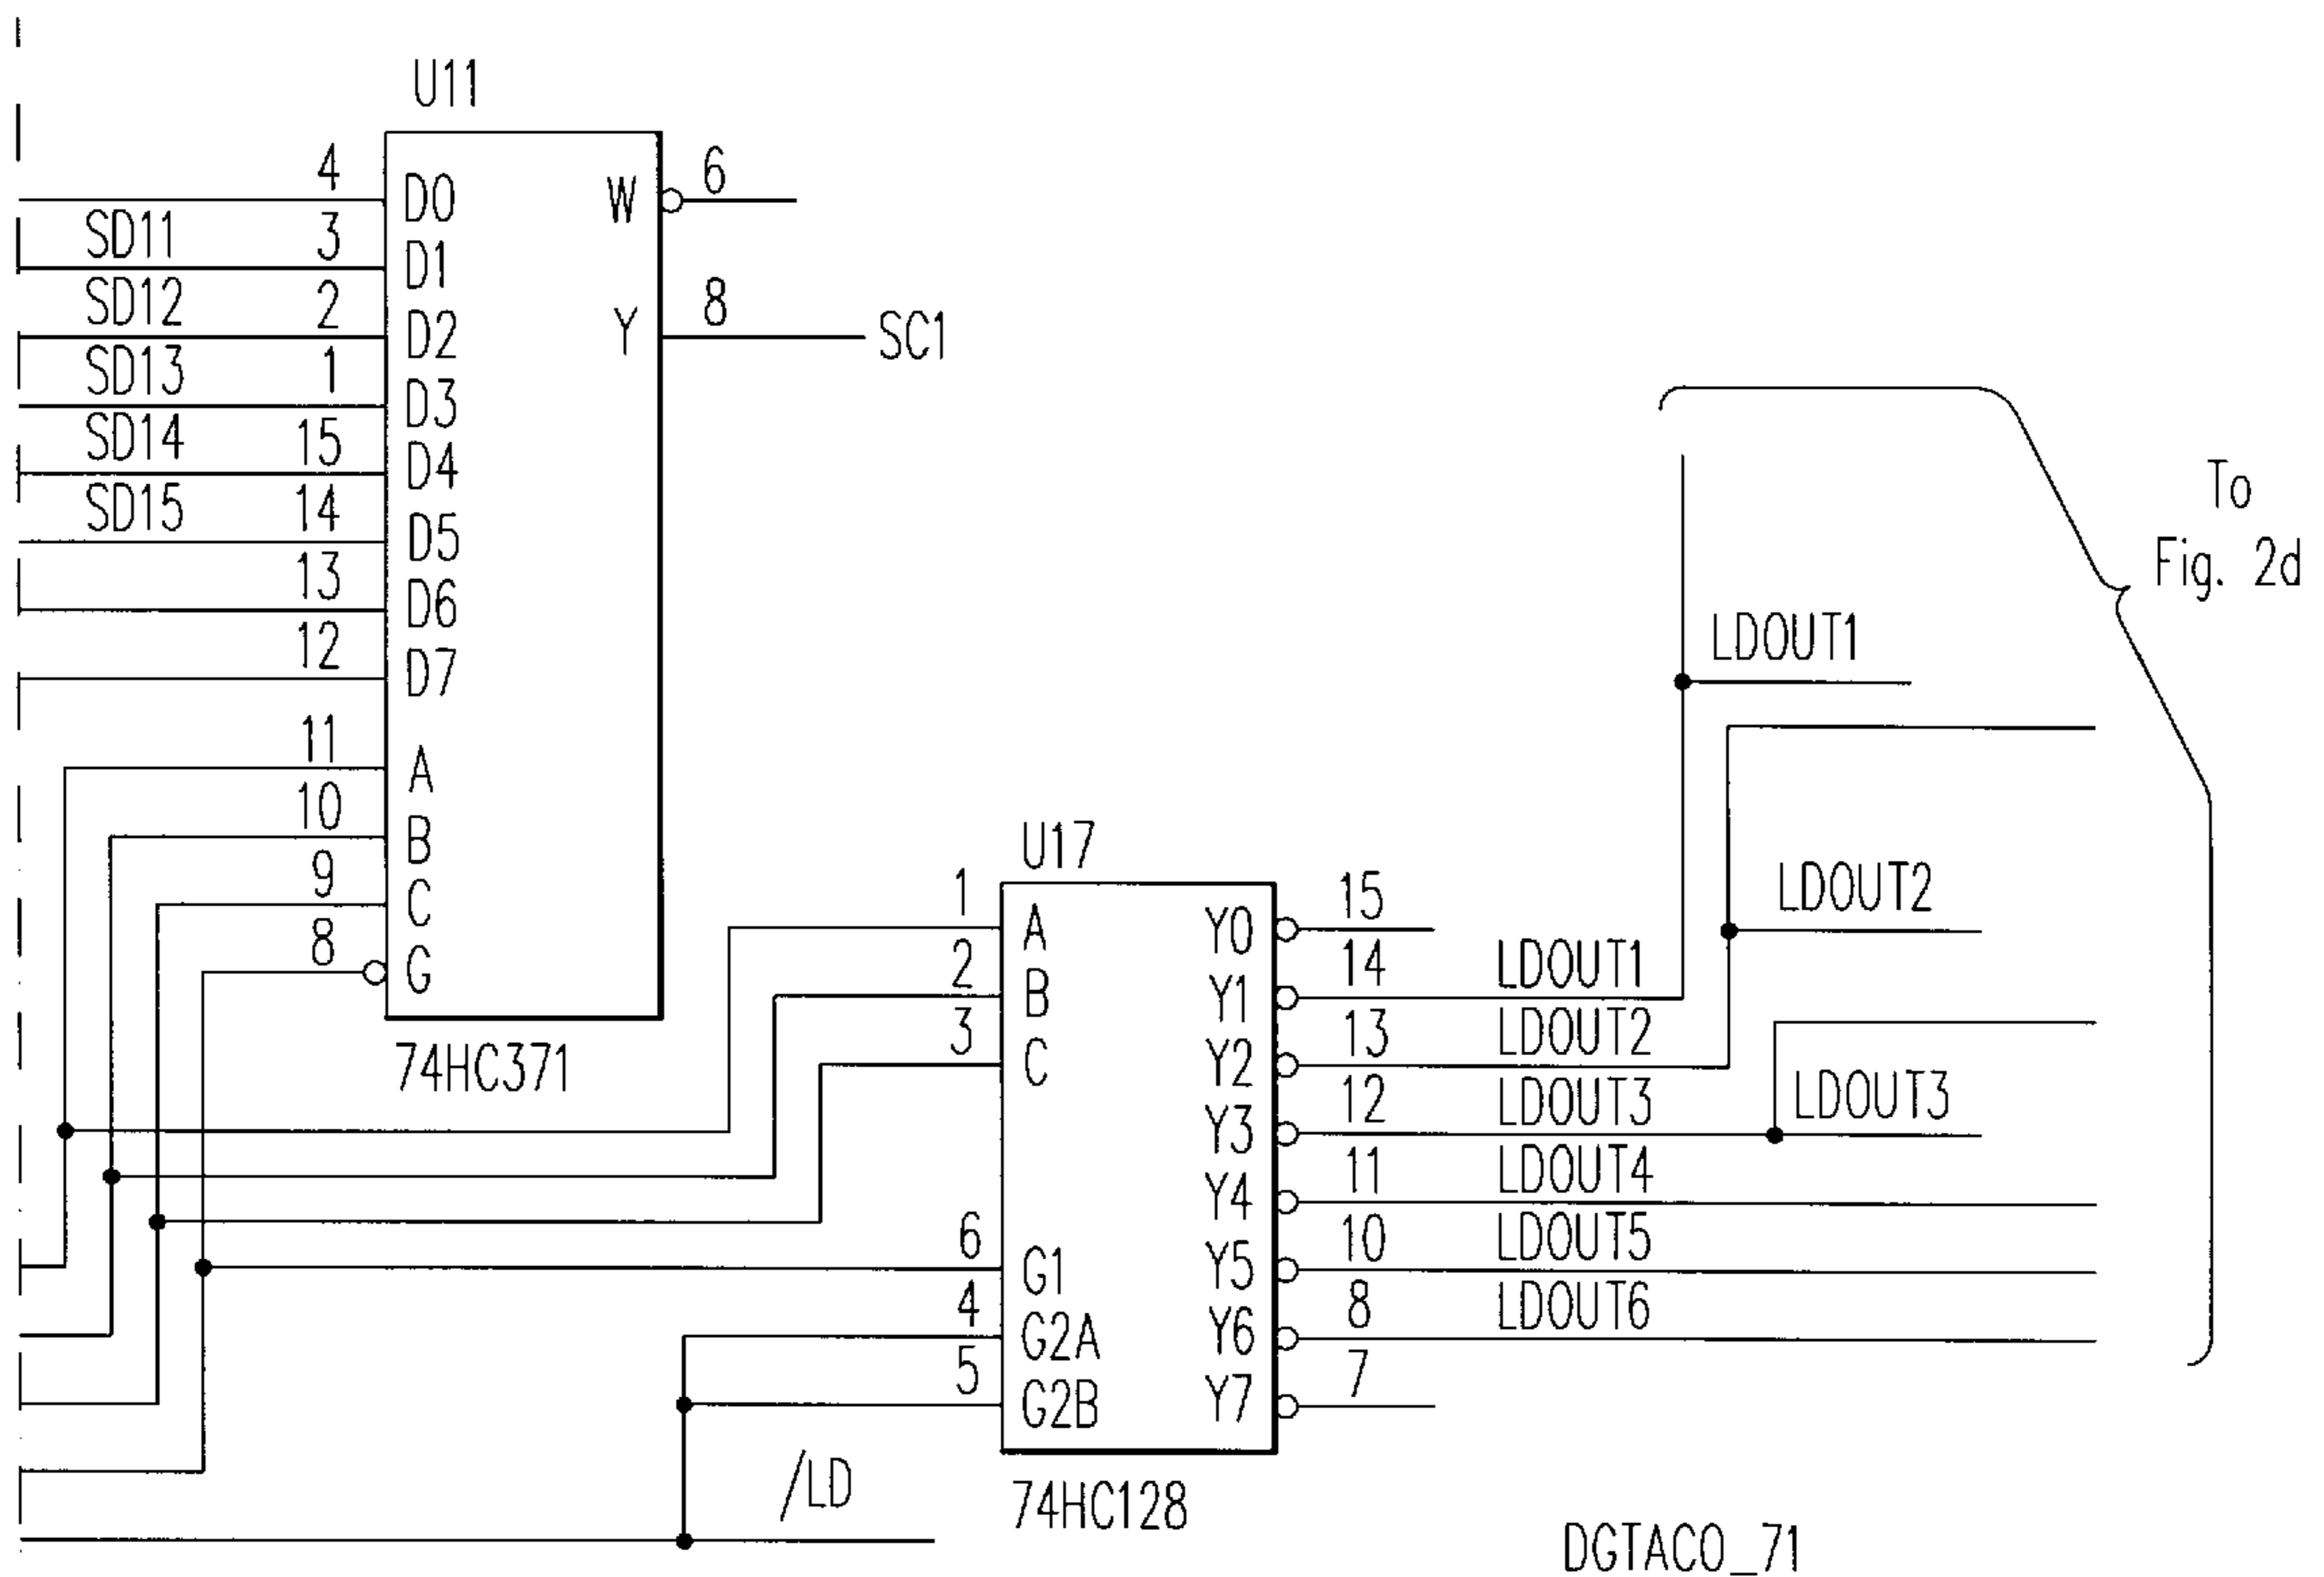 U11
4 D0 W 6
SD11 3 D1
SD12 2 D2 Y 8 SC1
SD13 1 D3
SD14 15 D4
SD15 14 D5
13 D6
12 D7
11 A
10 B
9 C
8 G
74HC371
To
Fig. 2d
LDOUT1
LDOUT2
LDOUT3
U17
1 A Y0 15
2 B Y1 14 LDOUT1
3 C Y2 13 LDOUT2
Y3 12 LDOUT3
Y4 11 LDOUT4
6 G1 Y5 10 LDOUT5
4 G2A Y6 8 LDOUT6
5 G2B Y7 7
/LD
74HC128
DGTACO_71